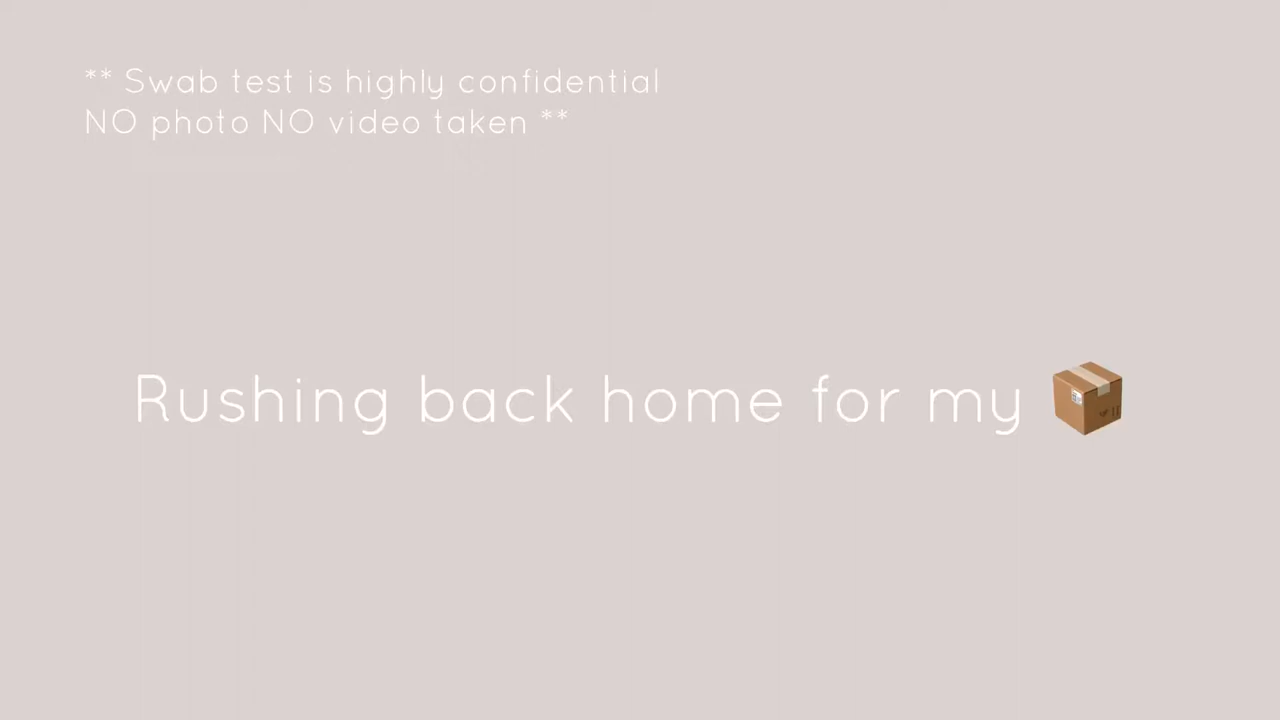 ** Swab test is highly confidential
NO photo NO video taken **
Rushing back home for my 📦